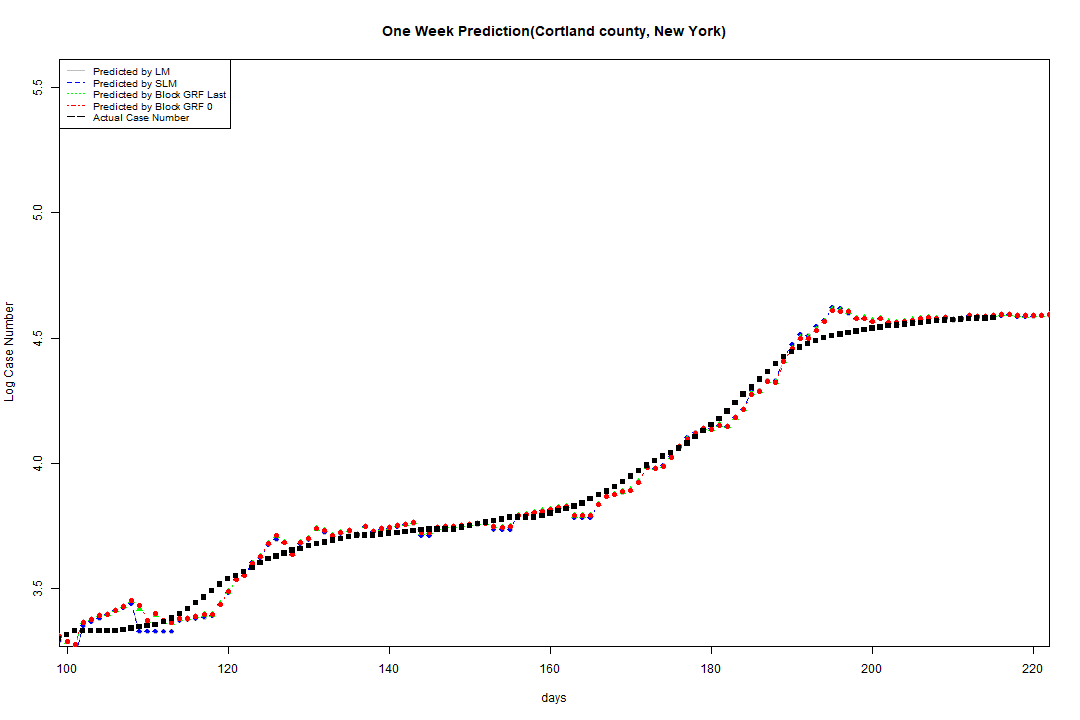 One Week Prediction(Cortland county, New York)
Predicted by LM
Predicted by SLM
Predicted by Block GRF Last
Predicted by Block GRF 0
Actual Case Number
5.5
5.0
4.5
4.0
3.5
Log Case Number
100 120 140 160 180 200 220
days